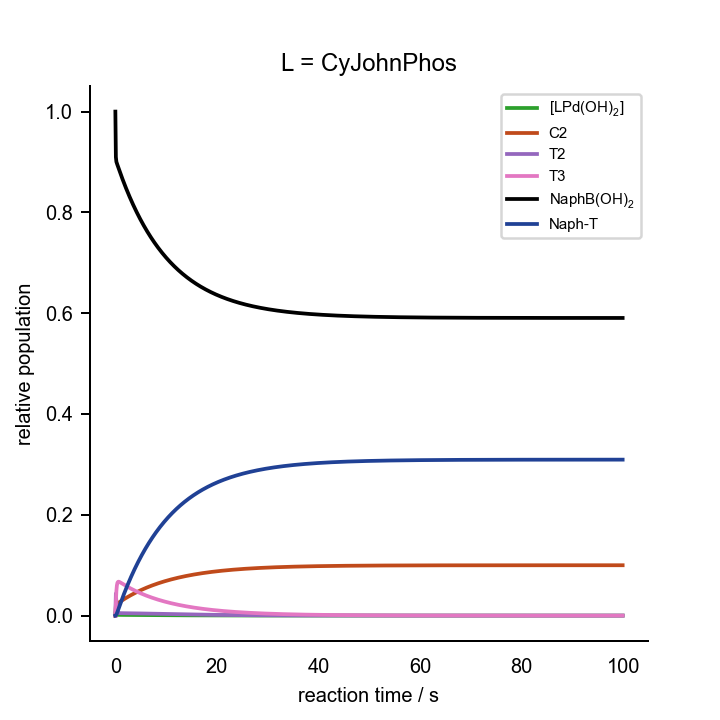 L = CyJohnPhos
[LPd(OH)₂]
C2
T2
T3
NaphB(OH)₂
Naph-T
relative population
1.0
0.8
0.6
0.4
0.2
0.0
0 20 40 60 80 100
reaction time / s